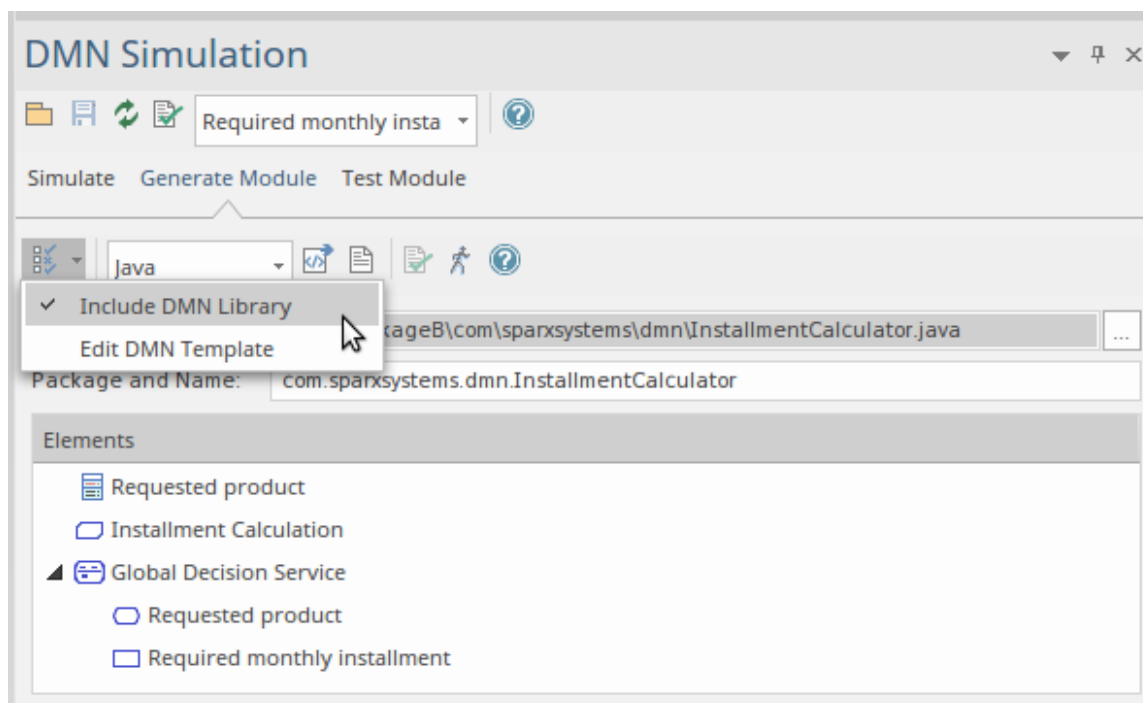 DMN Simulation
Required monthly insta
Simulate Generate Module Test Module
Java
Include DMN Library
kageB\com\sparxsystems\dmn\InstallmentCalculator.java
...
Edit DMN Template
Package and Name: com.sparxsystems.dmn.InstallmentCalculator
Elements
Requested product
Installment Calculation
Global Decision Service
Requested product
Required monthly installment